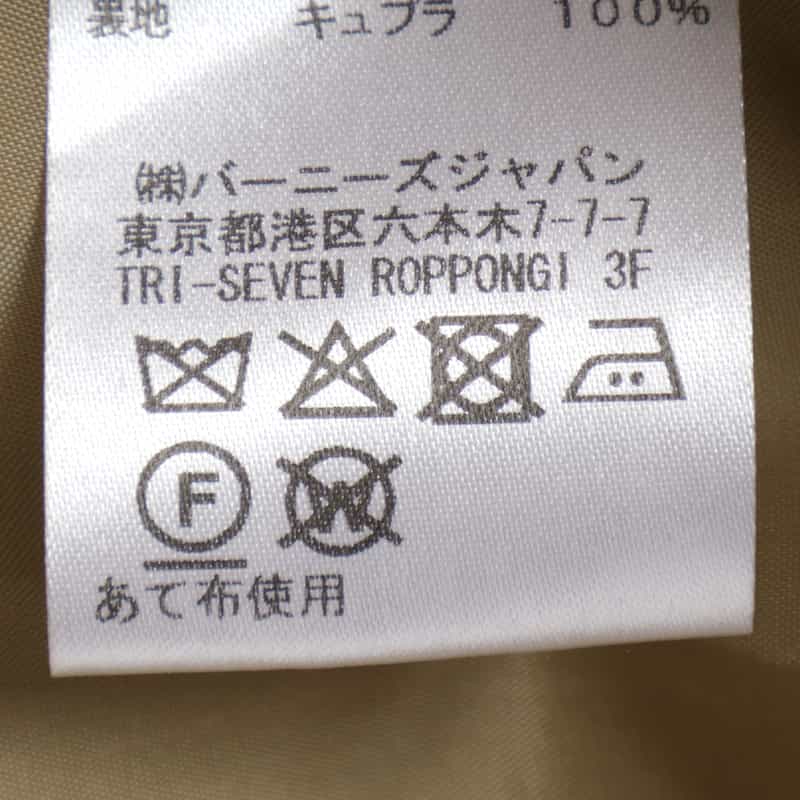 裏地 キュプラ 100%
㈱バーニーズジャパン
東京都港区六本木7-7-7
TRI-SEVEN ROPPONGI 3F
F W
あて布使用